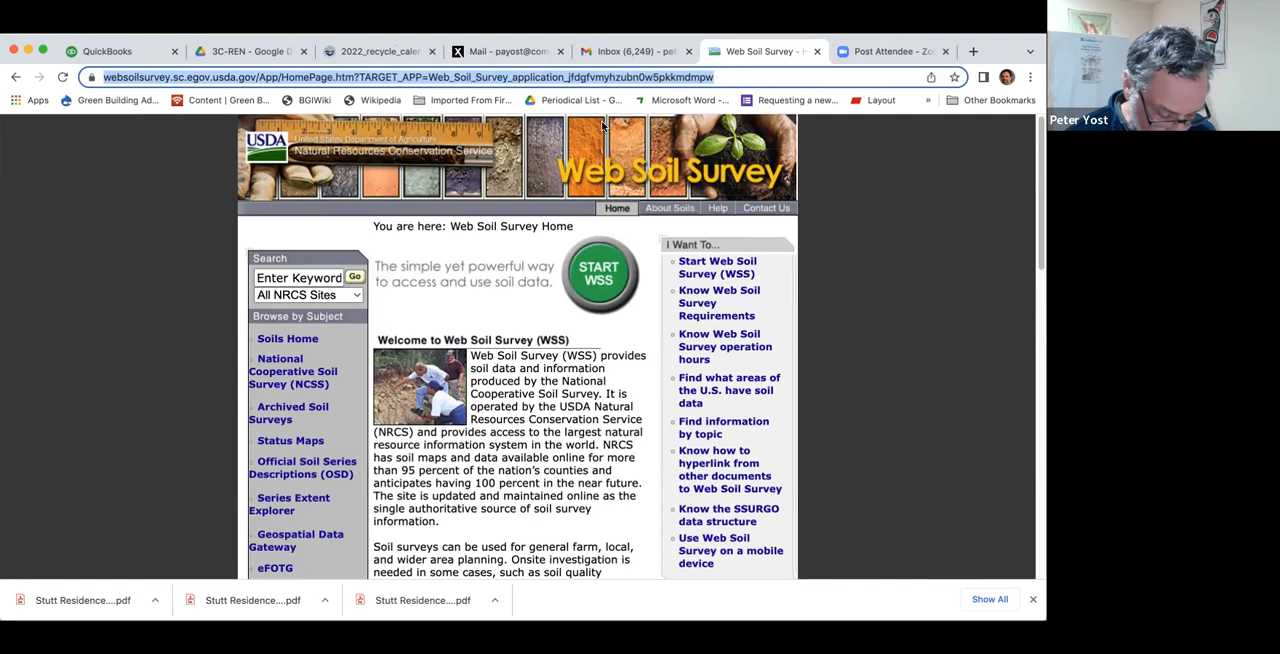 QuickBooks
3C-REN - Google D
2022_recycle_cale
Mail - payost@com
Inbox (6,249) - pet
Web Soil Survey - H
Post Attendee - Zo
websoilsurvey.sc.egov.usda.gov/App/HomePage.htm?TARGET_APP=Web_Soil_Survey_application_jfdgfvmyhzubn0w5pkkmdmpw
Apps
Green Building Ad...
Content | Green B...
BGIWiki
Wikipedia
Imported From Fir...
Periodical List - G...
Microsoft Word -...
Requesting a new...
Layout
»
Other Bookmarks
Peter Yost
USDA
United States Department of Agriculture
Natural Resources Conservation Service
Web Soil Survey
Home
About Soils
Help
Contact Us
You are here: Web Soil Survey Home
Search
Enter Keyword
Go
All NRCS Sites
Browse by Subject
Soils Home
National
Cooperative Soil
Survey (NCSS)
Archived Soil
Surveys
Status Maps
Official Soil Series
Descriptions (OSD)
Series Extent
Explorer
Geospatial Data
Gateway
eFOTG
The simple yet powerful way
to access and use soil data.
START
WSS
Welcome to Web Soil Survey (WSS)
Web Soil Survey (WSS) provides
soil data and information
produced by the National
Cooperative Soil Survey. It is
operated by the USDA Natural
Resources Conservation Service
(NRCS) and provides access to the largest natural
resource information system in the world. NRCS
has soil maps and data available online for more
than 95 percent of the nation's counties and
anticipates having 100 percent in the near future.
The site is updated and maintained online as the
single authoritative source of soil survey
information.
Soil surveys can be used for general farm, local,
and wider area planning. Onsite investigation is
needed in some cases, such as soil quality
I Want To...
Start Web Soil
Survey (WSS)
Know Web Soil
Survey
Requirements
Know Web Soil
Survey operation
hours
Find what areas of
the U.S. have soil
data
Find information
by topic
Know how to
hyperlink from
other documents
to Web Soil Survey
Know the SSURGO
data structure
Use Web Soil
Survey on a mobile
device
Stutt Residence....pdf
Stutt Residence....pdf
Stutt Residence....pdf
Show All